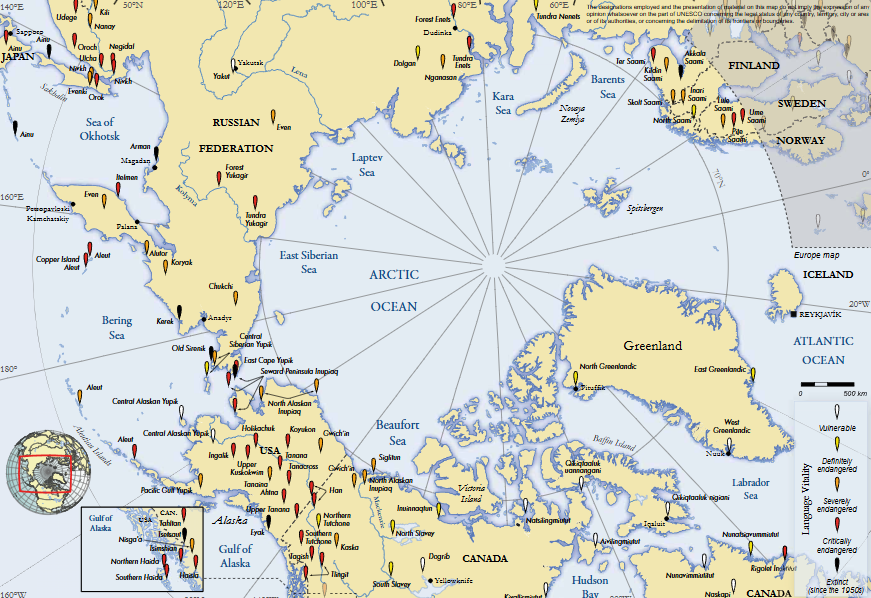 140°E
120°E
100°E
80°E
60°E
The designations employed and the presentation of material on this map do not imply the expression of any
opinion whatsoever on the part of UNESCO concerning the legal status of any country, territory, city or area
or of its authorities, or concerning the delimitation of its frontiers or boundaries.
Udege
Kili
Nanay
Sapporo
Ainu
Ainu
JAPAN
Oroch
Ulcha
Negidal
Nivkh
Nivkh
Evenki
Orok
Sakhalin
Ainu
Sea of
Okhotsk
Yakutsk
Yakut
Lena
RUSSIAN
FEDERATION
Even
Forest Enets
Dudinka
Dolgan
Tundra
Enets
Nganasan
Tundra Nenets
Kara
Sea
Barents
Sea
Novaya
Zemlja
Ter Saami
Kildin
Saami
Akkala
Saami
Skolt Saami
Inari
Saami
North Saami
Lule
Saami
Ume
Saami
Pite
Saami
FINLAND
SWEDEN
NORWAY
70°N
0°
Arman
Magadan
Laptev
Sea
Forest
Yukagir
Kolyma
Tundra
Yukagir
160°E
Itelmen
Even
Petropavlovsk
Kamchatskiy
Palana
Spitsbergen
Europe map
Copper Island
Aleut
Aleut
Alutor
Koryak
East Siberian
Sea
ARCTIC
OCEAN
ICELAND
20°W
REYKJAVÍK
Chukchi
Bering
Sea
Kerek
Anadyr
Greenland
ATLANTIC
OCEAN
0
500 km
Central
Siberian Yupik
Old Sirenik
East Cape Yupik
Seward Peninsula Inupiaq
180°
North Greenlandic
Pituffik
East Greenlandic
Aleut
Central Alaskan Yupik
North Alaskan
Inupiaq
Aleut
Aleutian Islands
Central Alaskan Yup'ik
Holikachuk
Koyukon
Gwich'in
Beaufort
Sea
West
Greenlandic
Nuuk
Ingalik
USA
Upper
Kuskokwim
Tanana
Tanacross
Siglitun
Gwich'in
North Alaskan
Inupiaq
Baffin Island
Labrador
Sea
Pacific Gulf Yupik
Tanaina
Ahtna
Han
Upper Tanana
Alaska
Eyak
Mackenzie
Victoria
Island
Inuinnaqtun
Natsilingmiutut
Qikiqtaaluk
uannangani
Qikiqtaaluk nigiani
Iqaluit
Northern
Tutchone
Southern
Tutchone
Kaska
Tagish
Tlingit
North Slavey
South Slavey
Dogrib
Yellowknife
CANADA
Aivilingmiutut
Hudson
Bay
Nunavimmiutitut
Nunatsiavummiutut
Rigolet Inuktitut
Naskapi
CANADA
Gulf of
Alaska
Gulf of
Alaska
USA
CAN.
Tahltan
Tsetsaut
Nisga'a
Tsimshian
Northern Haida
Southern Haida
Haisla
160°W
Language Vitality
Vulnerable
Definitely
endangered
Severely
endangered
Critically
endangered
Extinct
(since the 1950s)